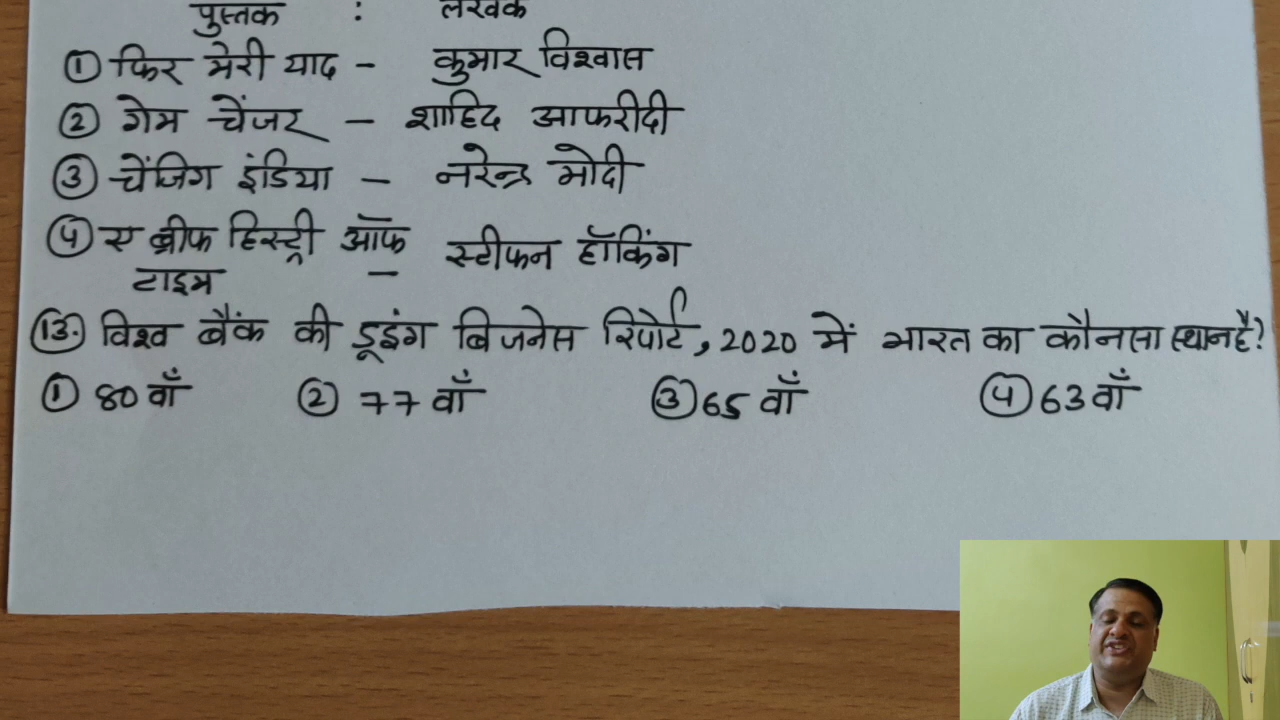 पुस्तक : लेखक
① फिर मेरी याद - कुमार विश्वास
② गेम चेंजर - शाहिद आफरीदी
③ चेंजिग इंडिया - नरेन्द्र मोदी
④ ए ब्रीफ हिस्ट्री ऑफ टाइम - स्टीफन हॉकिंग
⑬. विश्व बैंक की डूइंग बिजनेस रिपोर्ट, 2020 में भारत का कौनसा स्थान है?
① 80 वाँ ② 77 वाँ ③ 65 वाँ ④ 63 वाँ